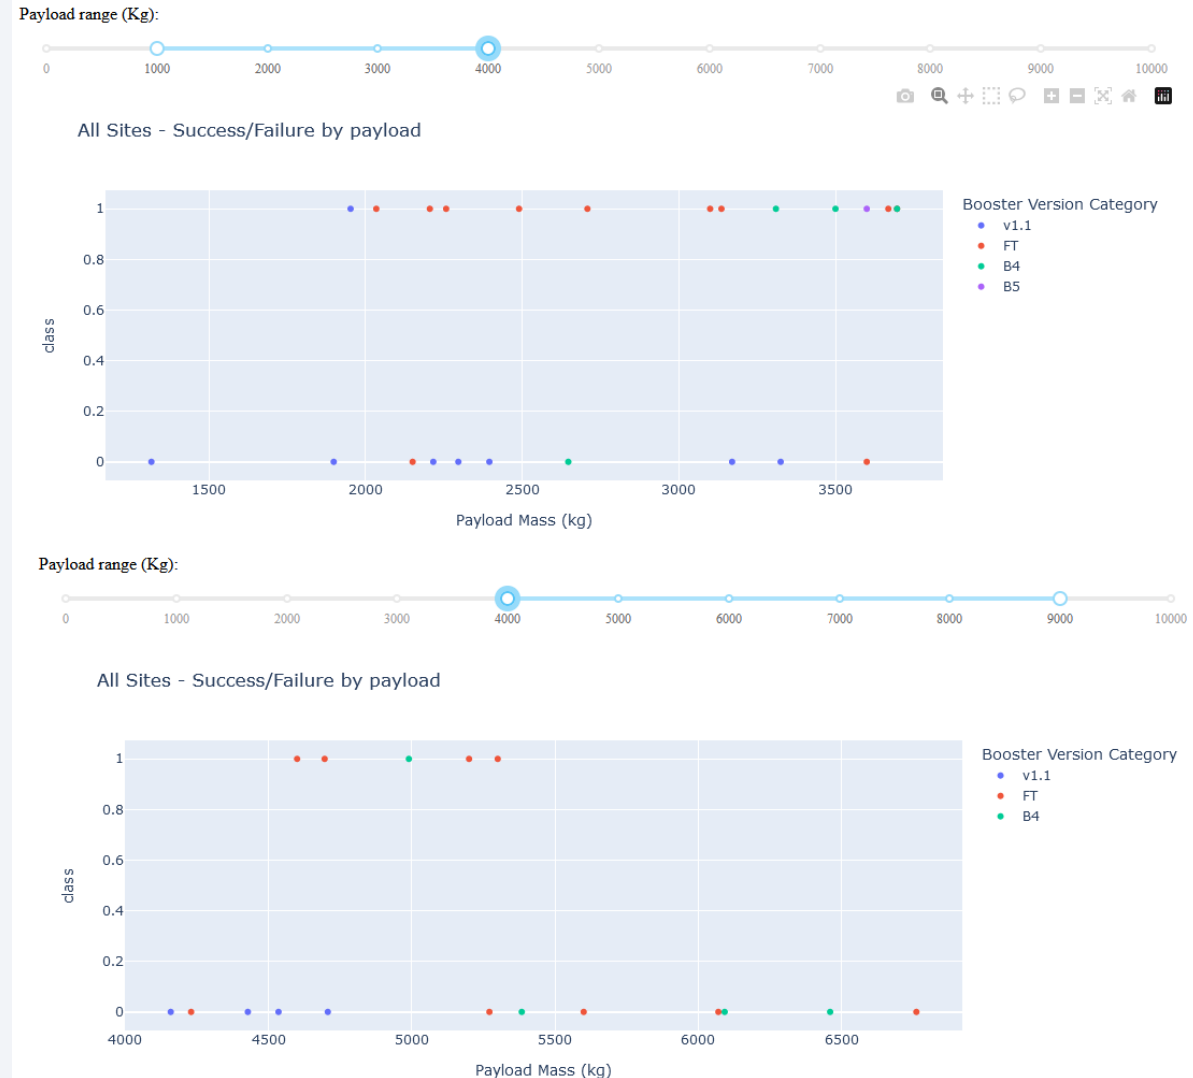 Payload range (Kg):
0 1000 2000 3000 4000 5000 6000 7000 8000 9000 10000
All Sites - Success/Failure by payload
Booster Version Category
v1.1
FT
B4
B5
1
0.8
0.6
0.4
0.2
0
class
1500 2000 2500 3000 3500
Payload Mass (kg)
Payload range (Kg):
0 1000 2000 3000 4000 5000 6000 7000 8000 9000 10000
All Sites - Success/Failure by payload
Booster Version Category
v1.1
FT
B4
1
0.8
0.6
0.4
0.2
0
class
4000 4500 5000 5500 6000 6500
Payload Mass (kg)